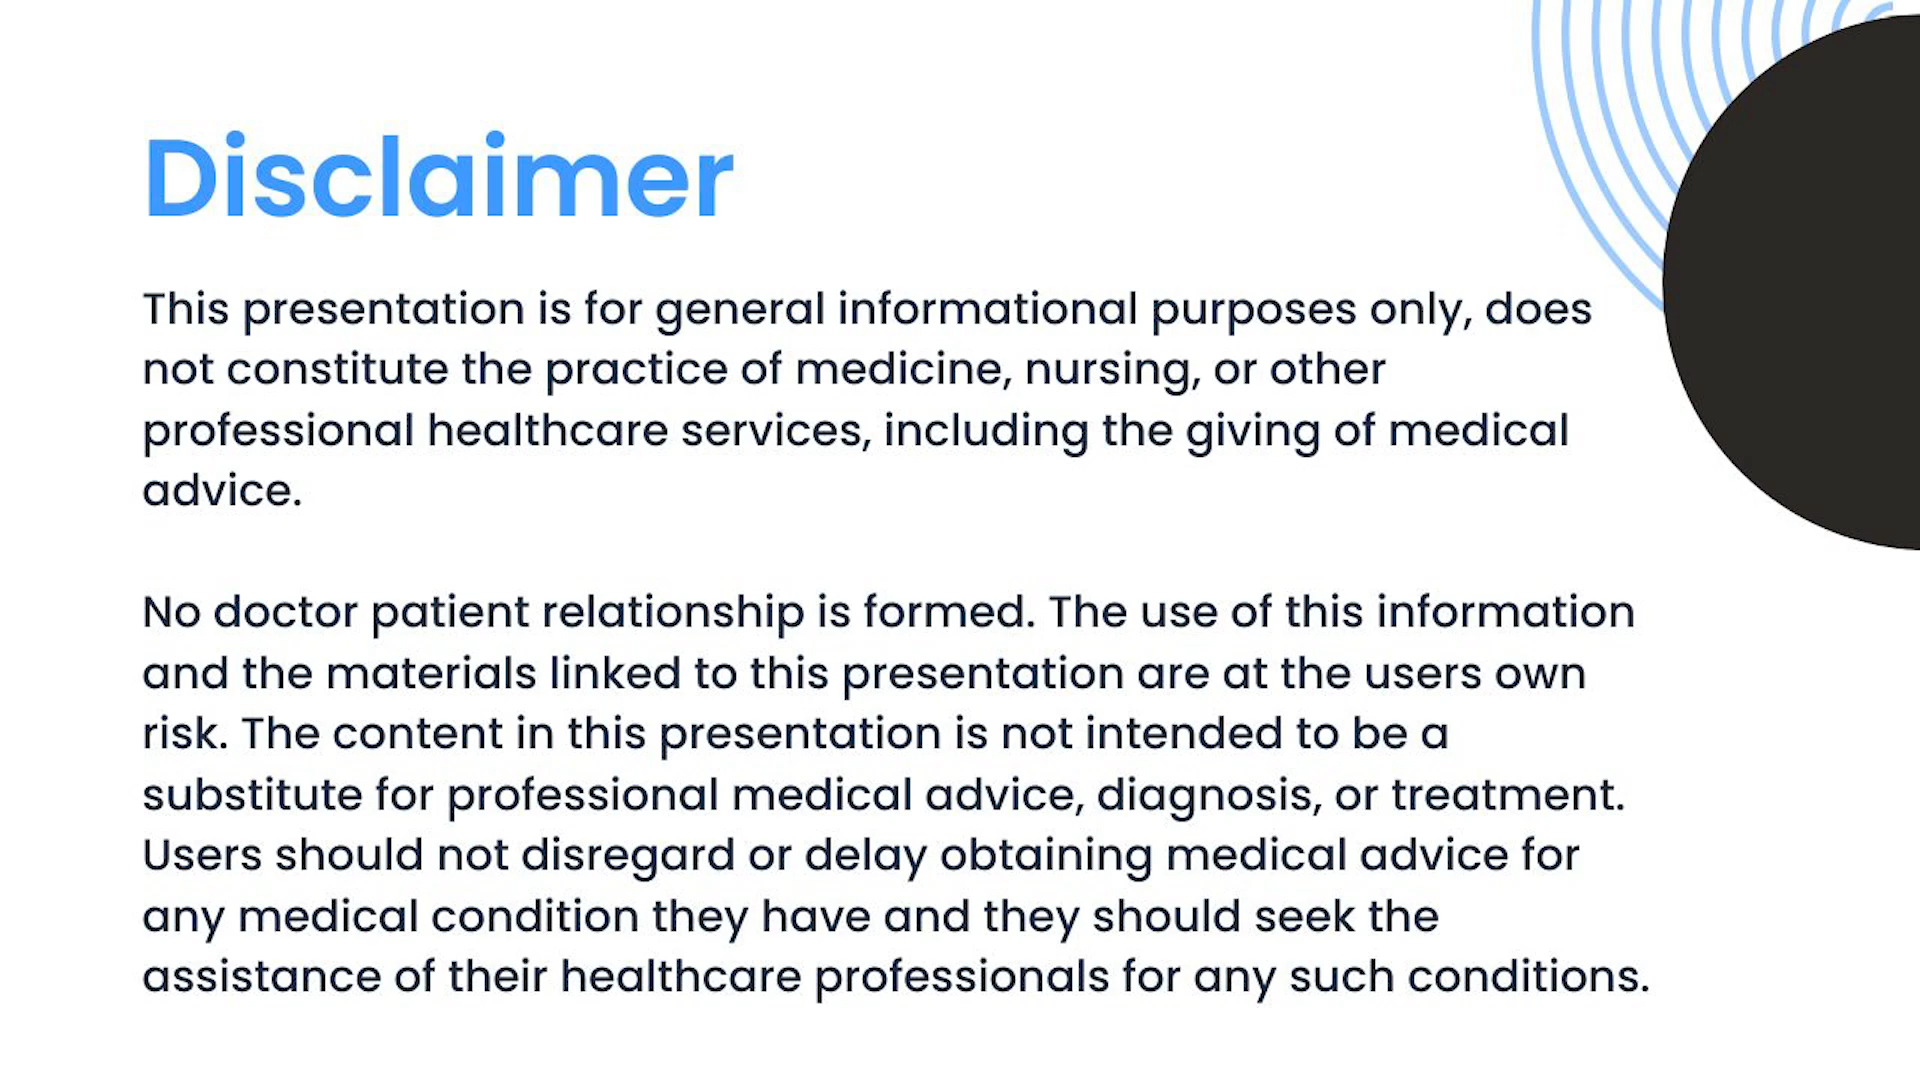 Disclaimer
This presentation is for general informational purposes only, does
not constitute the practice of medicine, nursing, or other
professional healthcare services, including the giving of medical
advice.
No doctor patient relationship is formed. The use of this information
and the materials linked to this presentation are at the users own
risk. The content in this presentation is not intended to be a
substitute for professional medical advice, diagnosis, or treatment.
Users should not disregard or delay obtaining medical advice for
any medical condition they have and they should seek the
assistance of their healthcare professionals for any such conditions.